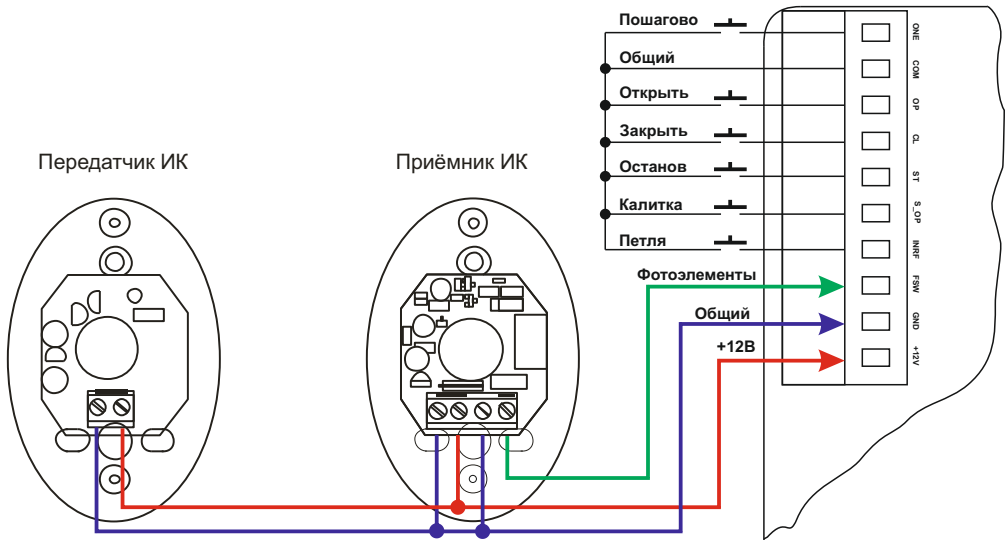 Пошагово
ONE
Общий
COM
Открыть
OP
Закрыть
CL
Останов
ST
Калитка
S_OP
Петля
INRF
Фотоэлементы
FSW
Общий
GND
+12В
+12V
Передатчик ИК
Приёмник ИК